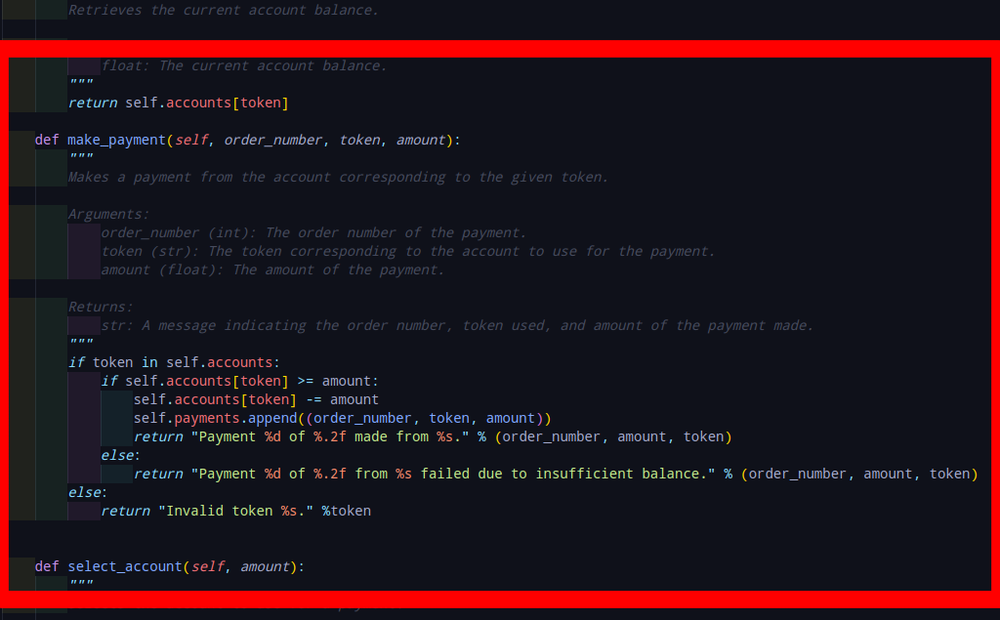 Retrieves the current account balance.
float: The current account balance.
"""
return self.accounts[token]
def make_payment(self, order_number, token, amount):
"""
Makes a payment from the account corresponding to the given token.
Arguments:
order_number (int): The order number of the payment.
token (str): The token corresponding to the account to use for the payment.
amount (float): The amount of the payment.
Returns:
str: A message indicating the order number, token used, and amount of the payment made.
"""
if token in self.accounts:
if self.accounts[token] >= amount:
self.accounts[token] -= amount
self.payments.append((order_number, token, amount))
return "Payment %d of %.2f made from %s." % (order_number, amount, token)
else:
return "Payment %d of %.2f from %s failed due to insufficient balance." % (order_number, amount, token)
else:
return "Invalid token %s." %token
def select_account(self, amount):
"""